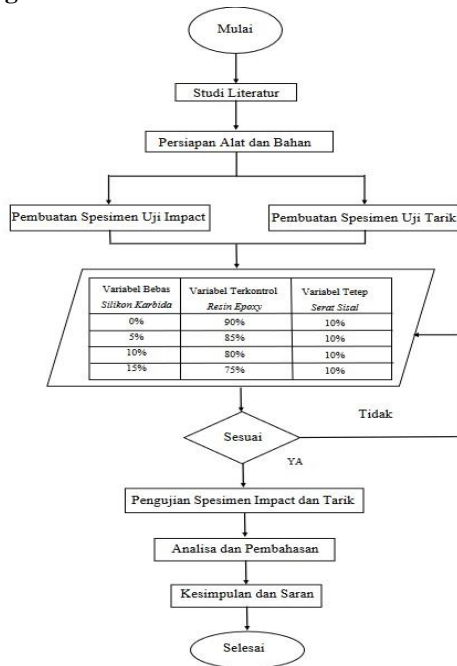 Mulai
Studi Literatur
Persiapan Alat dan Bahan
Pembuatan Spesimen Uji Impact
Pembuatan Spesimen Uji Tarik
Variabel Bebas Variabel Terkontrol Variabel Tetep
Silikon Karbida Resin Epoxy Serat Sisal
0% 90% 10%
5% 85% 10%
10% 80% 10%
15% 75% 10%
Tidak
Sesuai
YA
Pengujian Spesimen Impact dan Tarik
Analisa dan Pembahasan
Kesimpulan dan Saran
Selesai